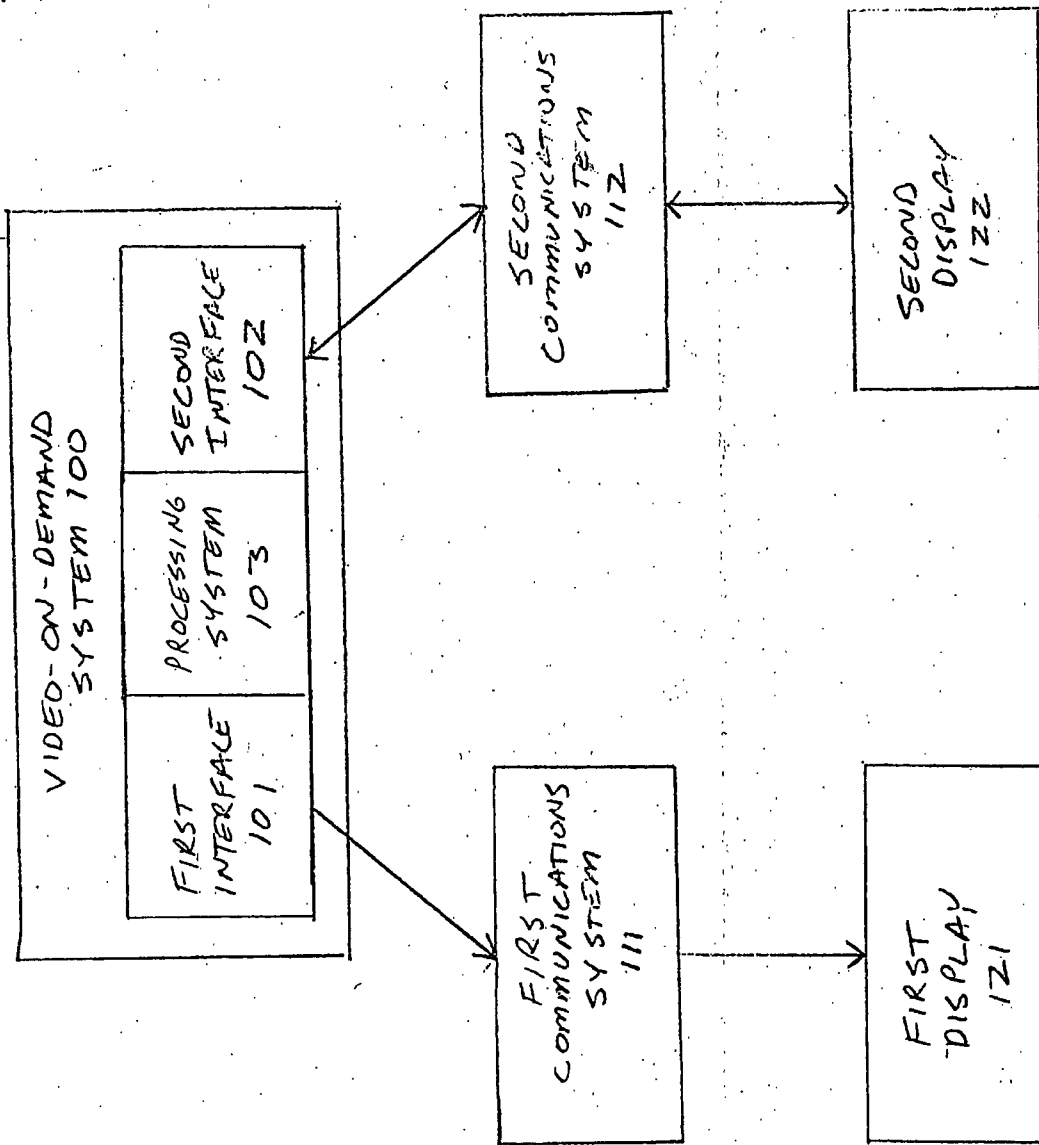 VIDEO-ON-DEMAND
SYSTEM 100
FIRST
INTERFACE
101
PROCESSING
SYSTEM
103
SECOND
INTERFACE
102
FIRST
COMMUNICATIONS
SYSTEM
111
SECOND
COMMUNICATIONS
SYSTEM
112
FIRST
DISPLAY
121
SECOND
DISPLAY
122